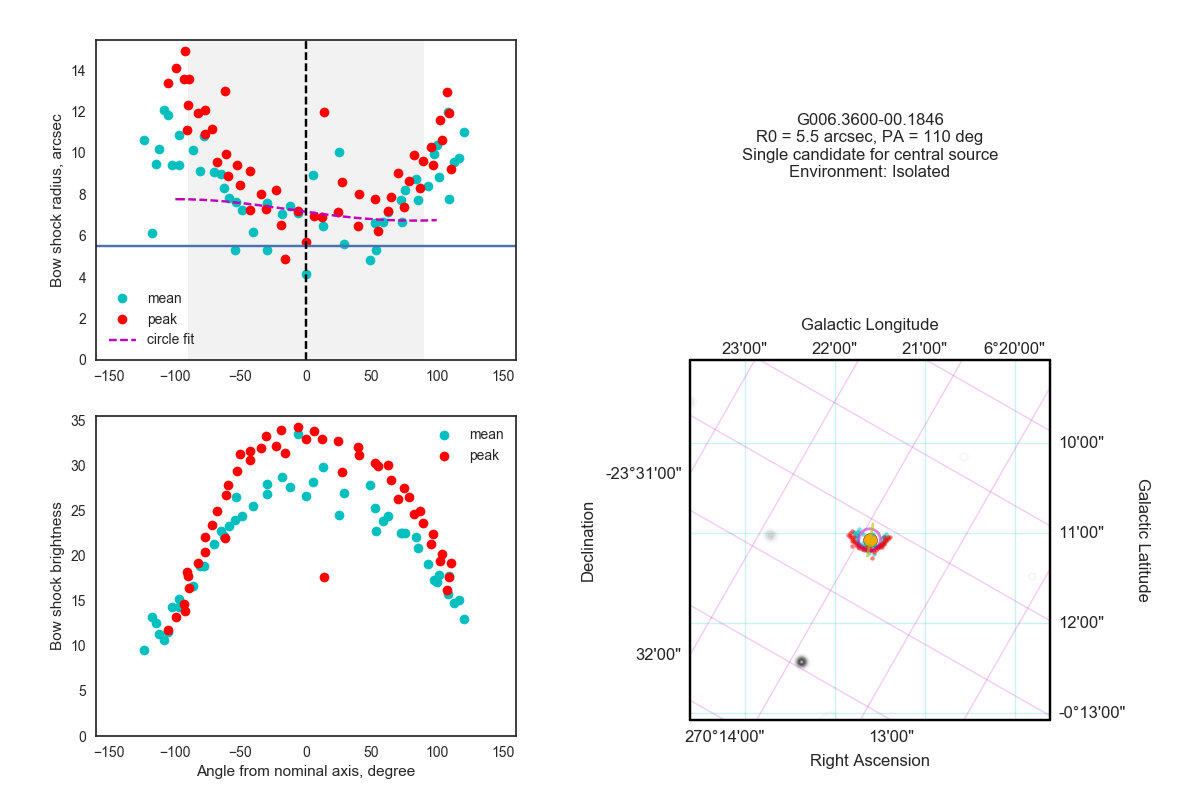 G006.3600-00.1846
R0 = 5.5 arcsec, PA = 110 deg
Single candidate for central source
Environment: Isolated
Bow shock radius, arcsec
14
12
10
8
6
4
2
0
mean
peak
circle fit
−150 −100 −50 0 50 100 150
Bow shock brightness
35
30
25
20
15
10
5
0
mean
peak
−150 −100 −50 0 50 100 150
Angle from nominal axis, degree
Galactic Longitude
23'00" 22'00" 21'00" 6°20'00"
Declination
-23°31'00"
32'00"
10'00"
11'00"
12'00"
-0°13'00"
Galactic Latitude
270°14'00" 13'00"
Right Ascension